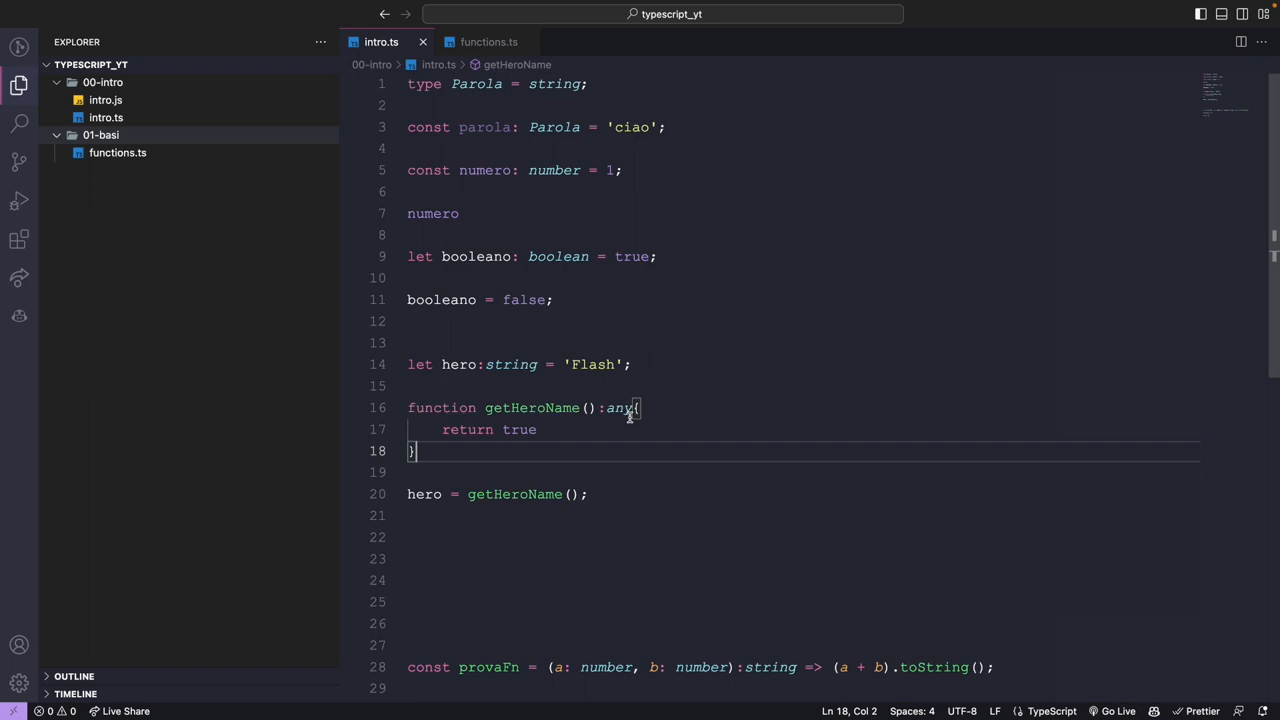 typescript_yt
EXPLORER
TYPESCRIPT_YT
00-intro
intro.js
intro.ts
01-basi
functions.ts
OUTLINE
TIMELINE
intro.ts
functions.ts
00-intro > intro.ts > getHeroName
1 type Parola = string;
2
3 const parola: Parola = 'ciao';
4
5 const numero: number = 1;
6
7 numero
8
9 let booleano: boolean = true;
10
11 booleano = false;
12
13
14 let hero:string = 'Flash';
15
16 function getHeroName():any{
17 return true
18 }
19
20 hero = getHeroName();
21
22
23
24
25
26
27
28 const provaFn = (a: number, b: number):string => (a + b).toString();
29
0 0 Live Share Ln 18, Col 2 Spaces: 4 UTF-8 LF TypeScript Go Live Prettier